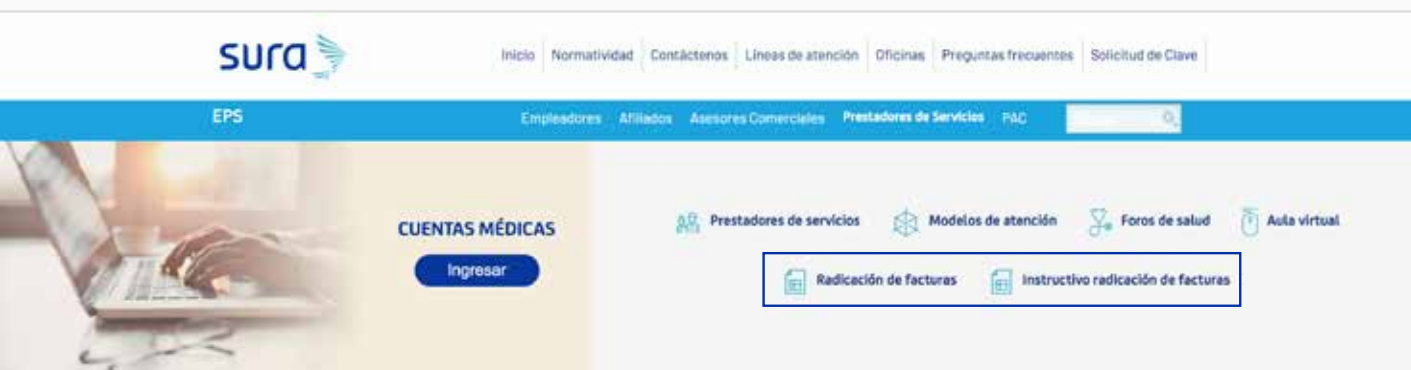 sura
Inicio Normatividad Contáctenos Líneas de atención Oficinas Preguntas frecuentes Solicitud de Clave
EPS Empleadores Afiliados Asesores Comerciales Prestadores de Servicios PAC
CUENTAS MÉDICAS
Ingresar
Prestadores de servicios Modelos de atención Foros de salud Aula virtual
Radicación de facturas Instructivo radicación de facturas